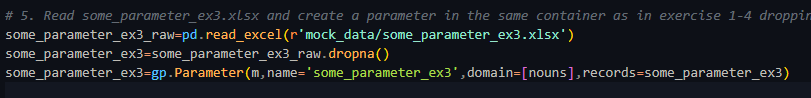 # 5. Read some_parameter_ex3.xlsx and create a parameter in the same container as in exercise 1-4 droppin
some_parameter_ex3_raw=pd.read_excel(r'mock_data/some_parameter_ex3.xlsx')
some_parameter_ex3=some_parameter_ex3_raw.dropna()
some_parameter_ex3=gp.Parameter(m,name='some_parameter_ex3',domain=[nouns],records=some_parameter_ex3)